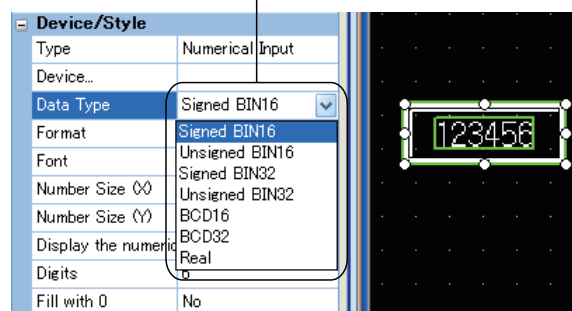 Device/Style
Type Numerical Input
Device...
Data Type Signed BIN16
Format Signed BIN16
Font Unsigned BIN16
Signed BIN32
Number Size (X) Unsigned BIN32
Number Size (Y) BCD16
Display the numeric BCD32
Real
Digits 6
Fill with 0 No
123456